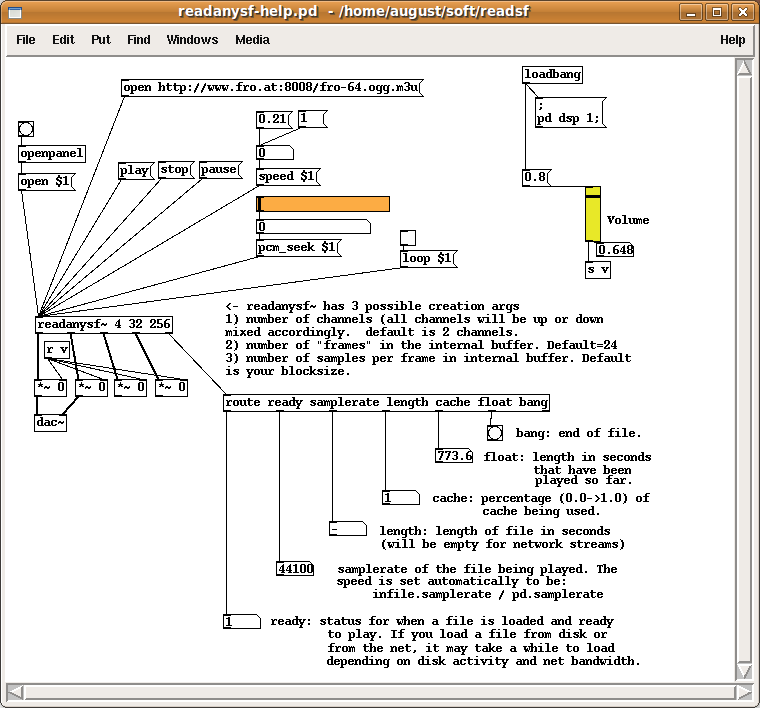 readanysf-help.pd - /home/august/soft/readsf
File Edit Put Find Windows Media Help
open http://www.fro.at:8008/fro-64.ogg.m3u
loadbang
;
pd dsp 1;
0.21
1
openpanel
0
play
stop
pause
open $1
speed $1
0.8
0
Volume
pcm_seek $1
0.648
loop $1
s v
<- readanysf~ has 3 possible creation args
1) number of channels (all channels will be up or down
mixed accordingly.  default is 2 channels.
2) number of "frames" in the internal buffer. Default=24
3) number of samples per frame in internal buffer. Default
is your blocksize.
readanysf~ 4 32 256
r v
*~ 0
*~ 0
*~ 0
*~ 0
dac~
route ready samplerate length cache float bang
bang: end of file.
773.6
float: length in seconds
that have been
played so far.
1
cache: percentage (0.0->1.0) of
cache being used.
-
length: length of file in seconds
(will be empty for network streams)
44100
samplerate of the file being played. The
speed is set automatically to be:
infile.samplerate / pd.samplerate
1
ready: status for when a file is loaded and ready
to play. If you load a file from disk or
from the net, it may take a while to load
depending on disk activity and net bandwidth.